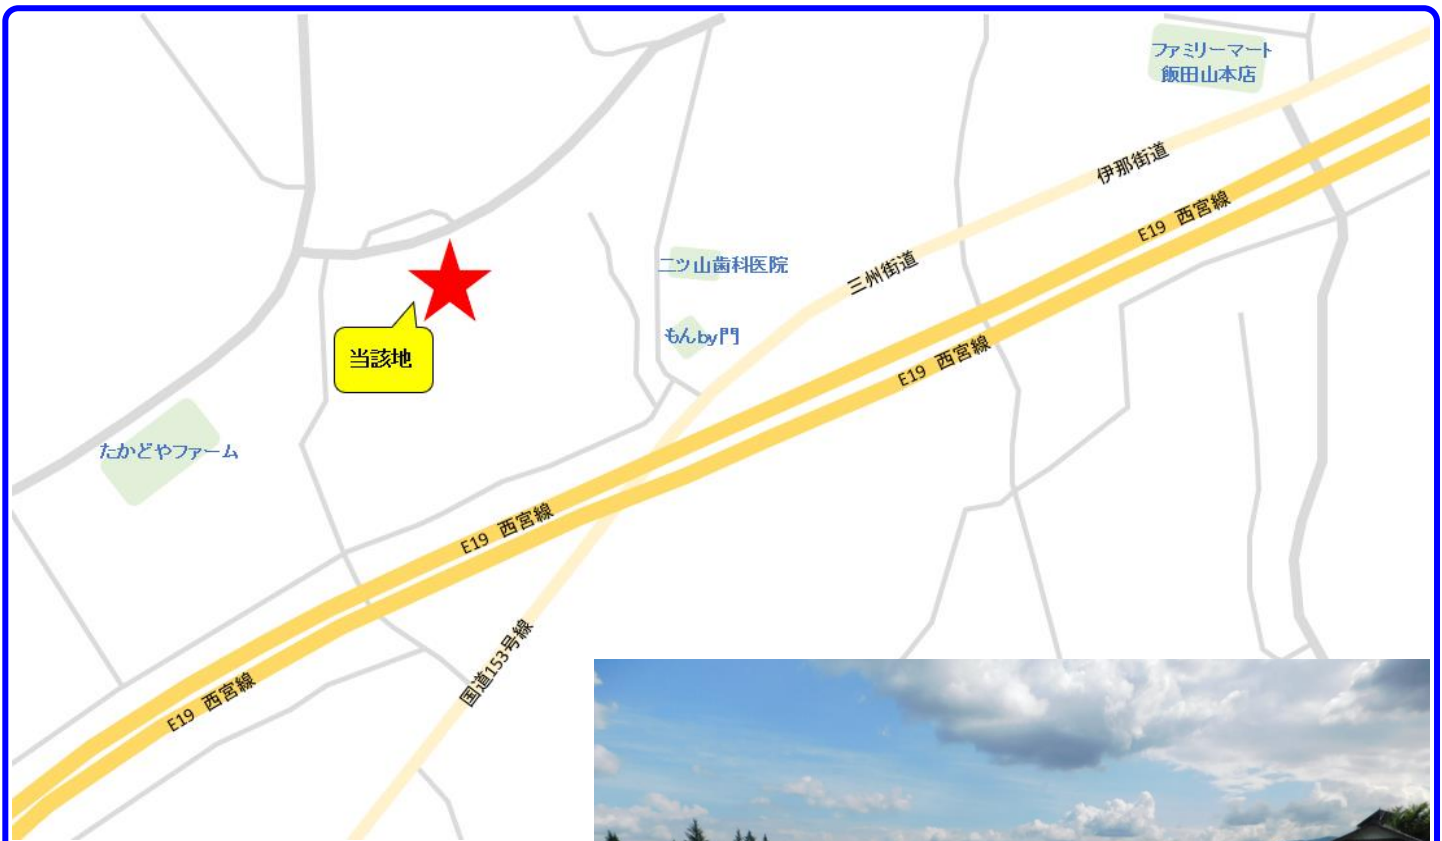 ファミリーマート
飯田山本店
伊那街道
E19 西宮線
三州街道
二ツ山歯科医院
もんby門
E19 西宮線
当該地
たかどやファーム
E19 西宮線
国道153号線
E19 西宮線